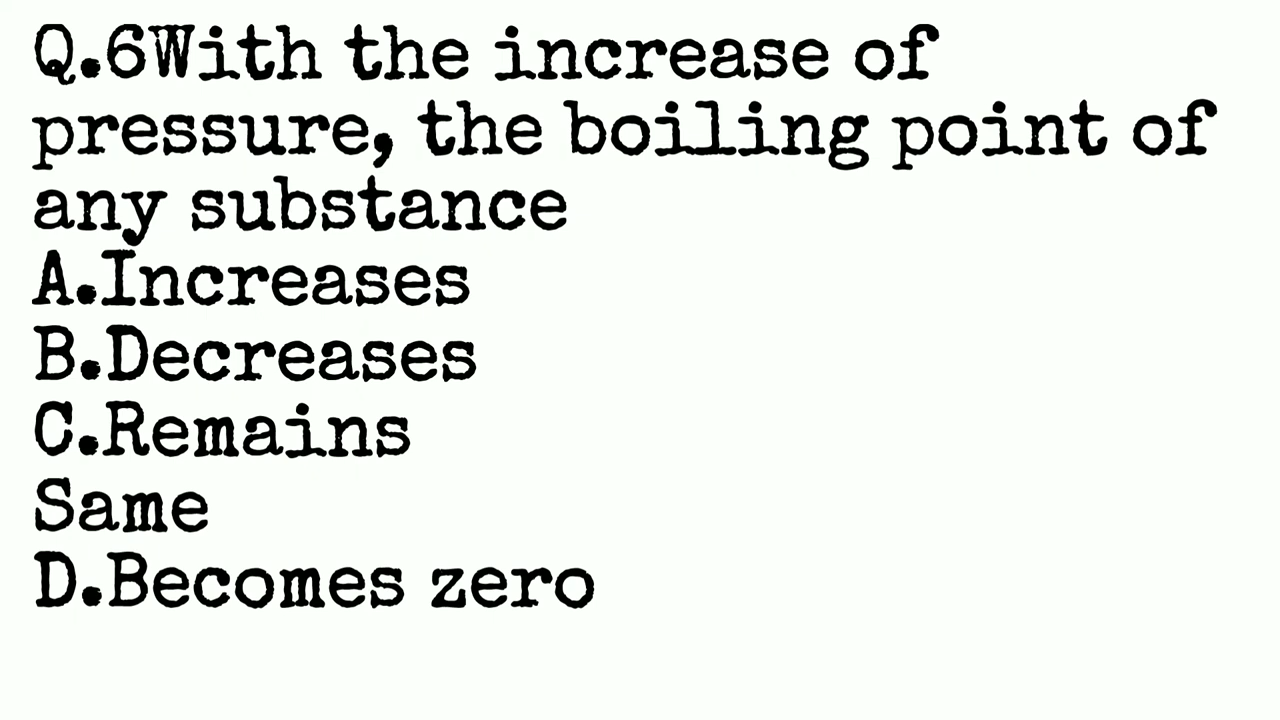 Q.6With the increase of
pressure, the boiling point of
any substance
A.Increases
B.Decreases
C.Remains
Same
D.Becomes zero